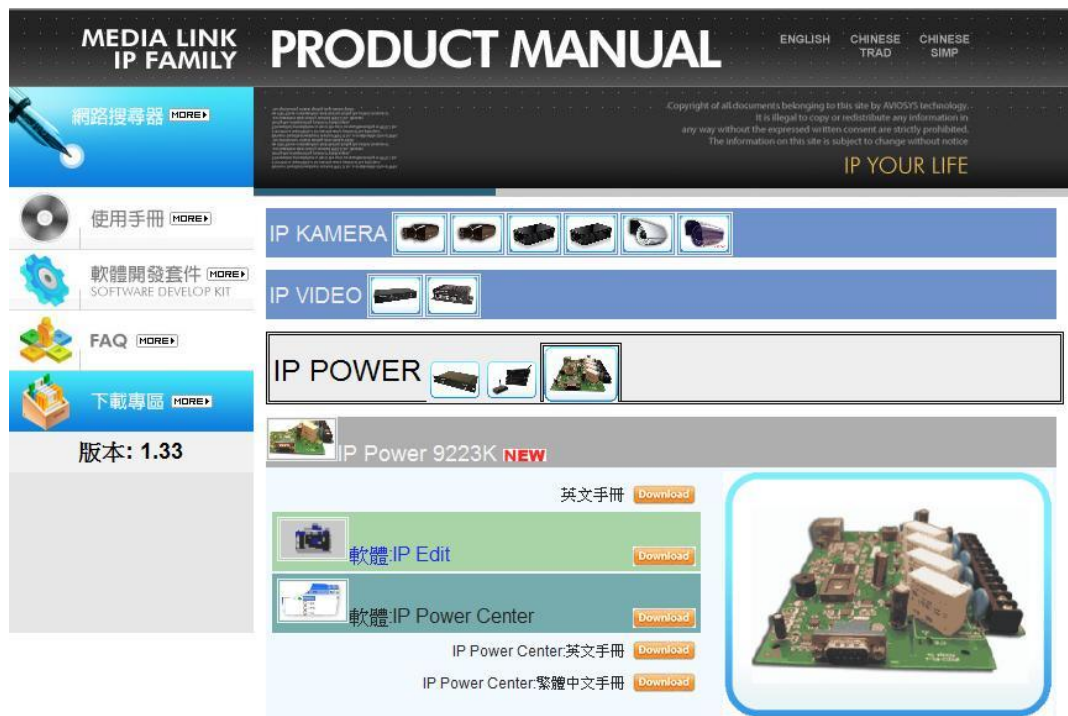 MEDIA LINK
IP FAMILY
PRODUCT MANUAL
ENGLISH
CHINESE
TRAD
CHINESE
SIMP
網路搜尋器 MORE
Copyright of all documents belonging to this site by AVIOSYS technology.
It is illegal to copy or redistribute any information in
any way without the expressed written consent are strictly prohibited.
The information on this site is subject to change without notice
IP YOUR LIFE
使用手冊 MORE
軟體開發套件 MORE
SOFTWARE DEVELOP KIT
FAQ MORE
下載專區 MORE
版本: 1.33
IP KAMERA
IP VIDEO
IP POWER
IP Power 9223K NEW
英文手冊 Download
軟體:IP Edit Download
軟體:IP Power Center Download
IP Power Center:英文手冊 Download
IP Power Center:繁體中文手冊 Download